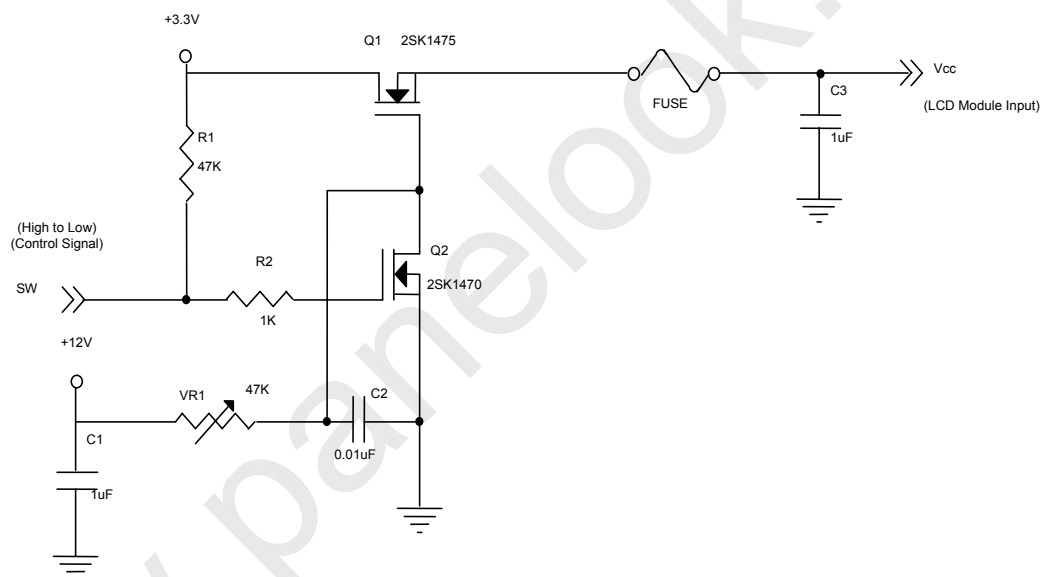 +3.3V
Q1 2SK1475
FUSE
Vcc
(LCD Module Input)
C3
1uF
R1
47K
(High to Low)
(Control Signal)
SW
R2
1K
Q2
2SK1470
+12V
VR1
47K
C2
0.01uF
C1
1uF
panelook.